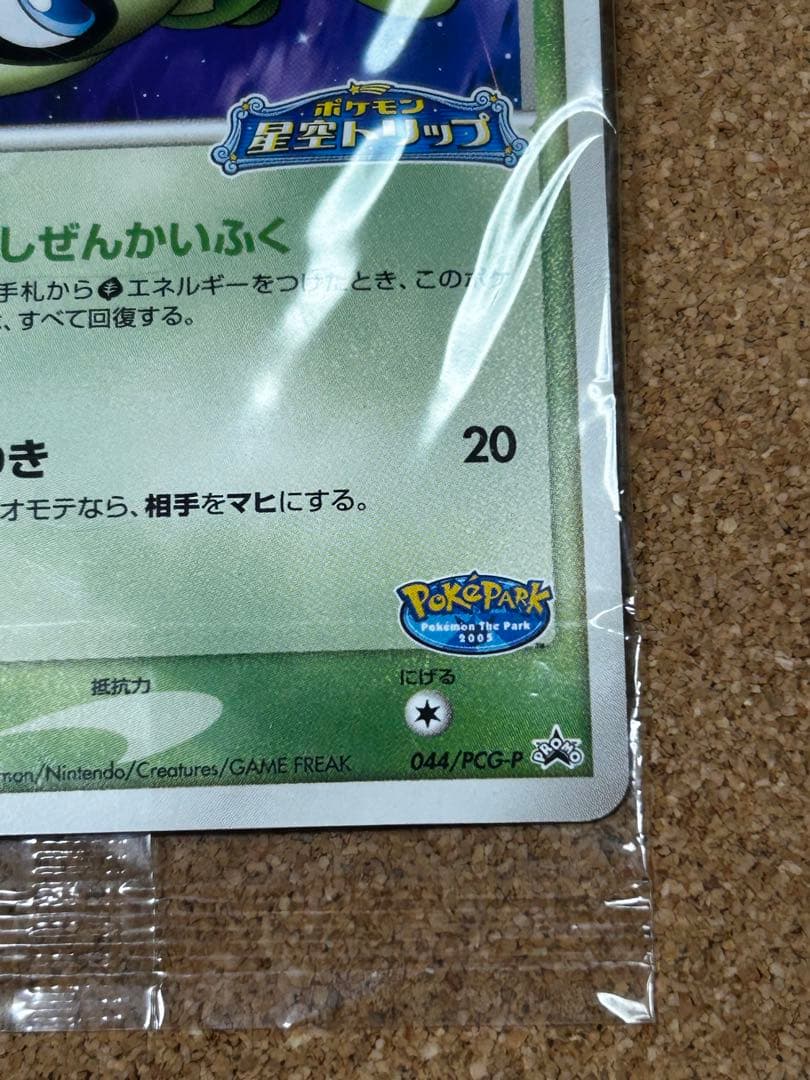 ポケモン
星空トリップ
しぜんかいふく
手札からエネルギーをつけたとき、このポケ
、すべて回復する。
き
20
オモテなら、相手をマヒにする。
POKéPARK
Pokémon The Park
2005
抵抗力
にげる
mon/Nintendo/Creatures/GAME FREAK
044/PCG-P
PROMO